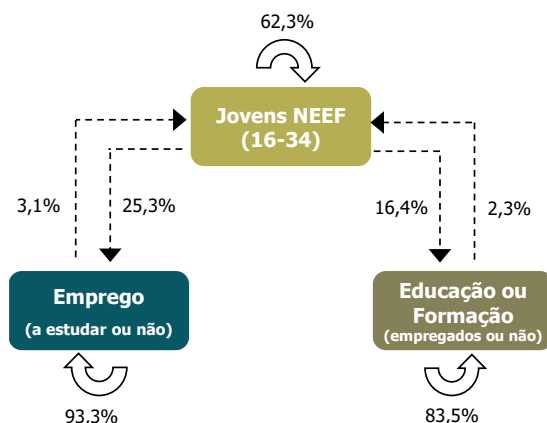 62,3%
Jovens NEEF
(16-34)
3,1%
25,3%
16,4%
2,3%
Emprego
(a estudar ou não)
Educação ou
Formação
(empregados ou não)
93,3%
83,5%